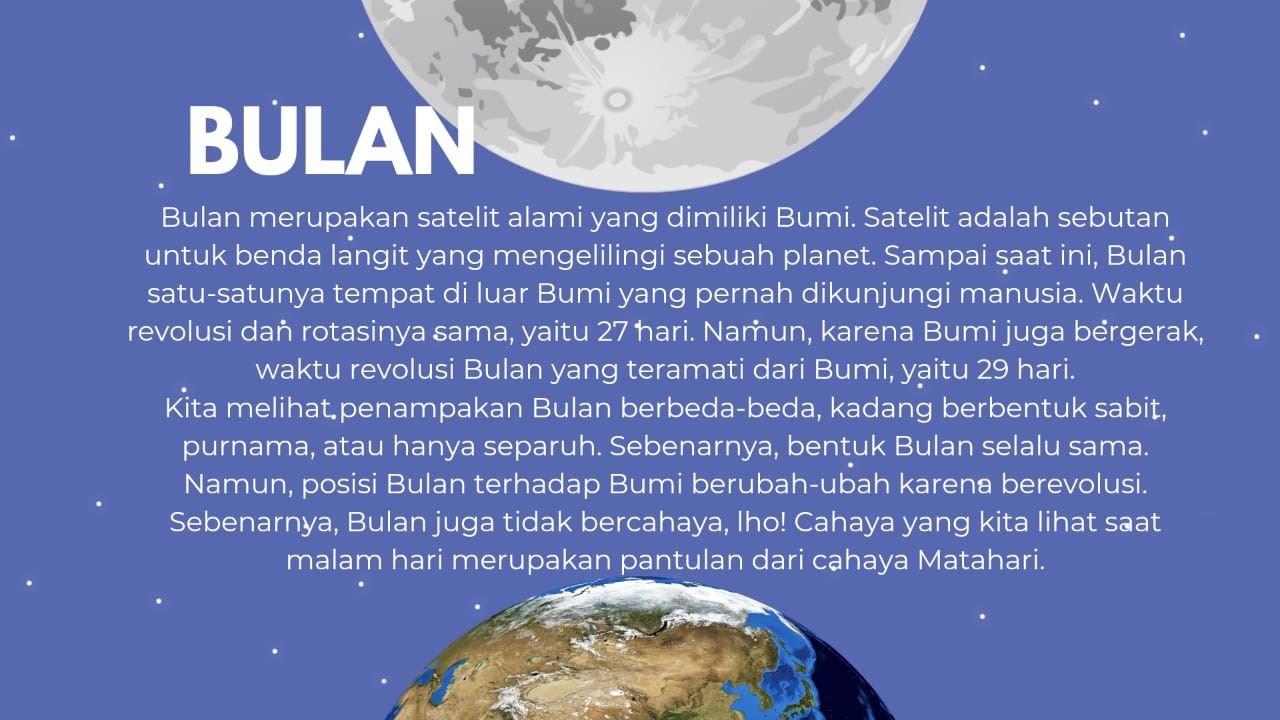 BULAN
Bulan merupakan satelit alami yang dimiliki Bumi. Satelit adalah sebutan
untuk benda langit yang mengelilingi sebuah planet. Sampai saat ini, Bulan
satu-satunya tempat di luar Bumi yang pernah dikunjungi manusia. Waktu
revolusi dan rotasinya sama, yaitu 27 hari. Namun, karena Bumi juga bergerak,
waktu revolusi Bulan yang teramati dari Bumi, yaitu 29 hari.
Kita melihat penampakan Bulan berbeda-beda, kadang berbentuk sabit,
purnama, atau hanya separuh. Sebenarnya, bentuk Bulan selalu sama.
Namun, posisi Bulan terhadap Bumi berubah-ubah karena berevolusi.
Sebenarnya, Bulan juga tidak bercahaya, lho! Cahaya yang kita lihat saat
malam hari merupakan pantulan dari cahaya Matahari.